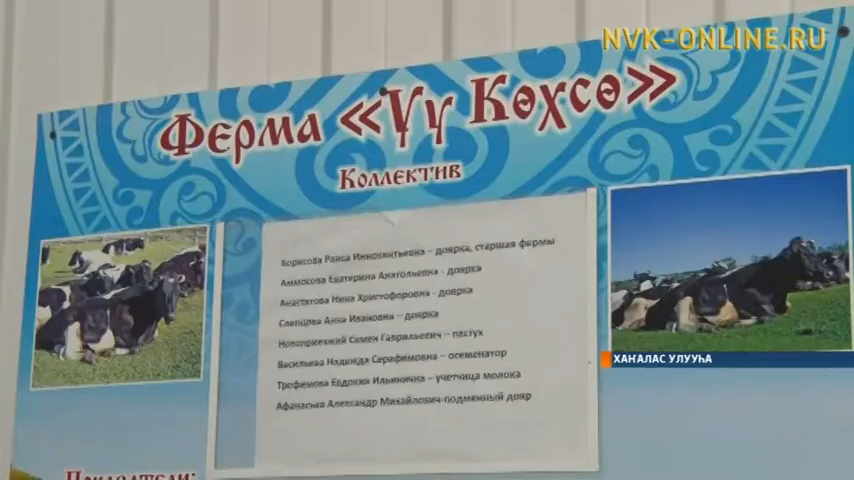 NVK-ONLINE.RU
Ферма «Үү Көхсө»
Коллектив
Борисова Раиса Иннокентьевна – доярка, старшая фермы
Аммосова Екатерина Анатольевна - доярка
Анастатова Нина Христофоровна - доярка
Слепцова Анна Ивановна – доярка
Новоприезжий Семен Гаврильевич – пастух
Васильева Надежда Серафимовна – осеменатор
Трофимова Евдокия Ильинична – учетчица молока
Афанасьев Александр Михайлович-подменный дояр
ХАҤАЛАС УЛУУҺА